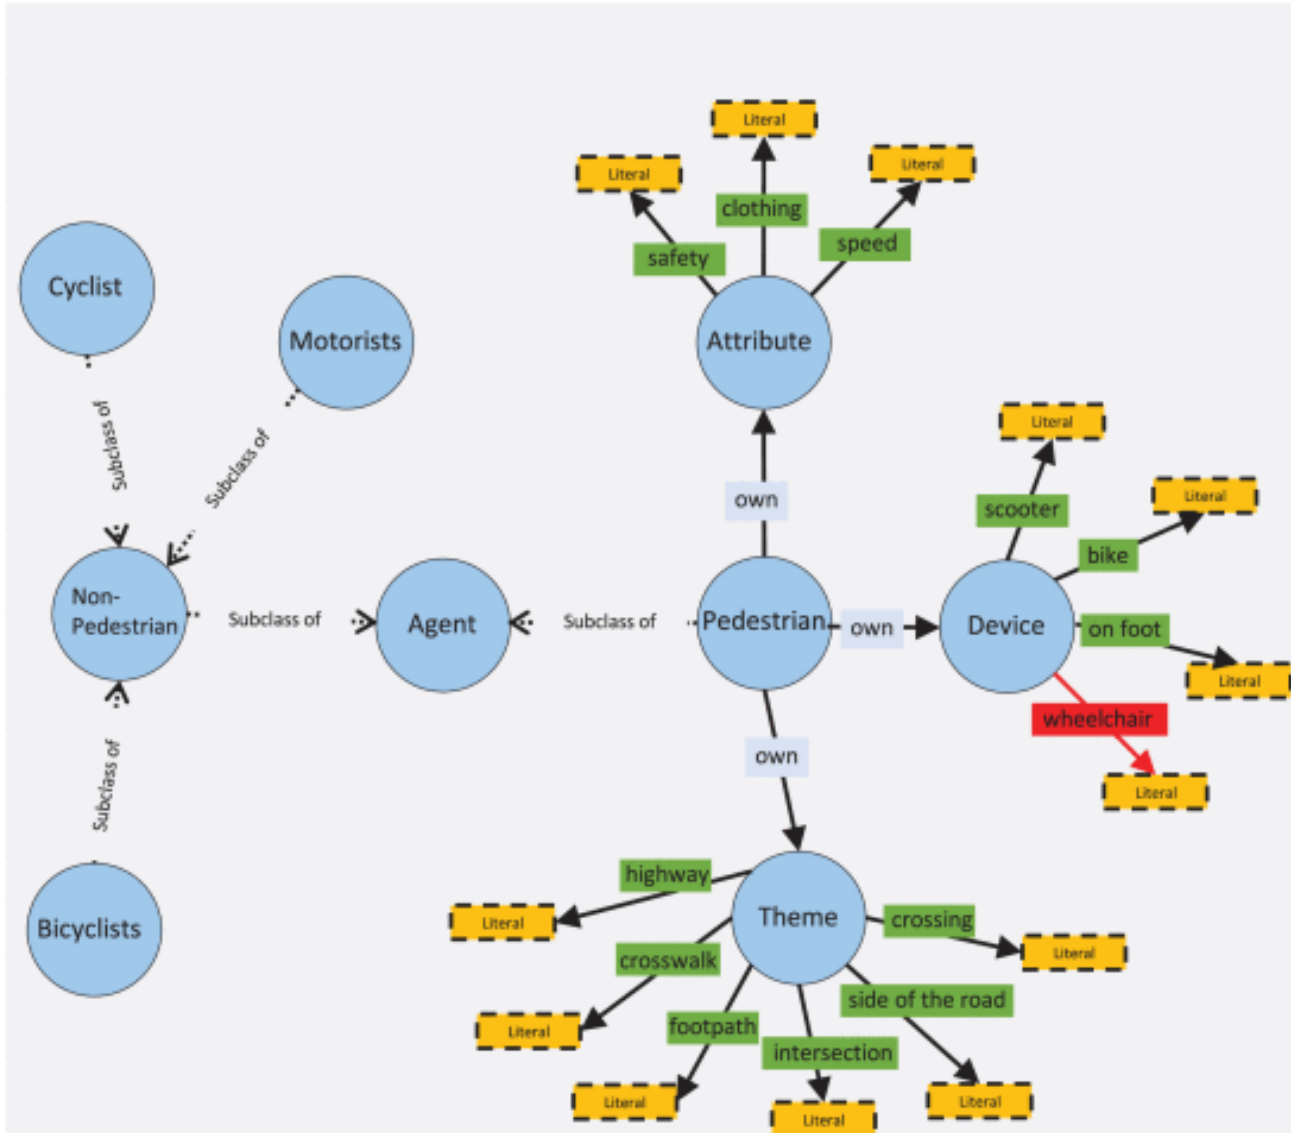 Literal
Literal
Literal
clothing
safety
speed
Cyclist
Motorists
Attribute
Subclass of
Subclass of
own
Literal
scooter
Literal
bike
Non-
Pedestrian
Subclass of
Agent
Subclass of
Pedestrian
own
Device
on foot
Literal
wheelchair
Literal
own
Subclass of
Bicyclists
highway
Literal
Theme
crossing
Literal
crosswalk
Literal
side of the road
Literal
footpath
Literal
intersection
Literal